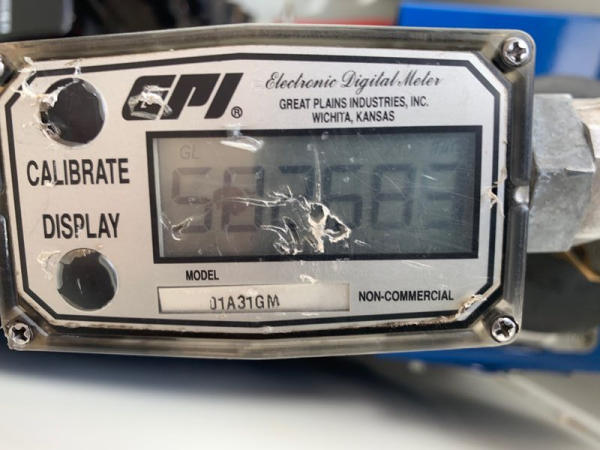 GPI®
Electronic Digital Meter
GREAT PLAINS INDUSTRIES, INC.
WICHITA, KANSAS
CALIBRATE
DISPLAY
GL
MODEL
01A31GM
NON-COMMERCIAL